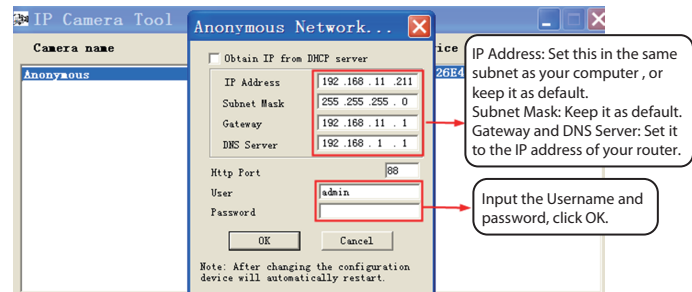 IP Camera Tool
Anonymous Network...
Camera name
Anonymous
Obtain IP from DHCP server
IP Address 192 .168 . 11 .211
Subnet Mask 255 .255 .255 . 0
Gateway 192 .168 . 11 . 1
DNS Server 192 .168 . 1 . 1
Http Port 88
User admin
Password
OK Cancel
Note: After changing the configuration
device will automatically restart.
vice
26E4
IP Address: Set this in the same
subnet as your computer , or
keep it as default.
Subnet Mask: Keep it as default.
Gateway and DNS Server: Set it
to the IP address of your router.
Input the Username and
password, click OK.